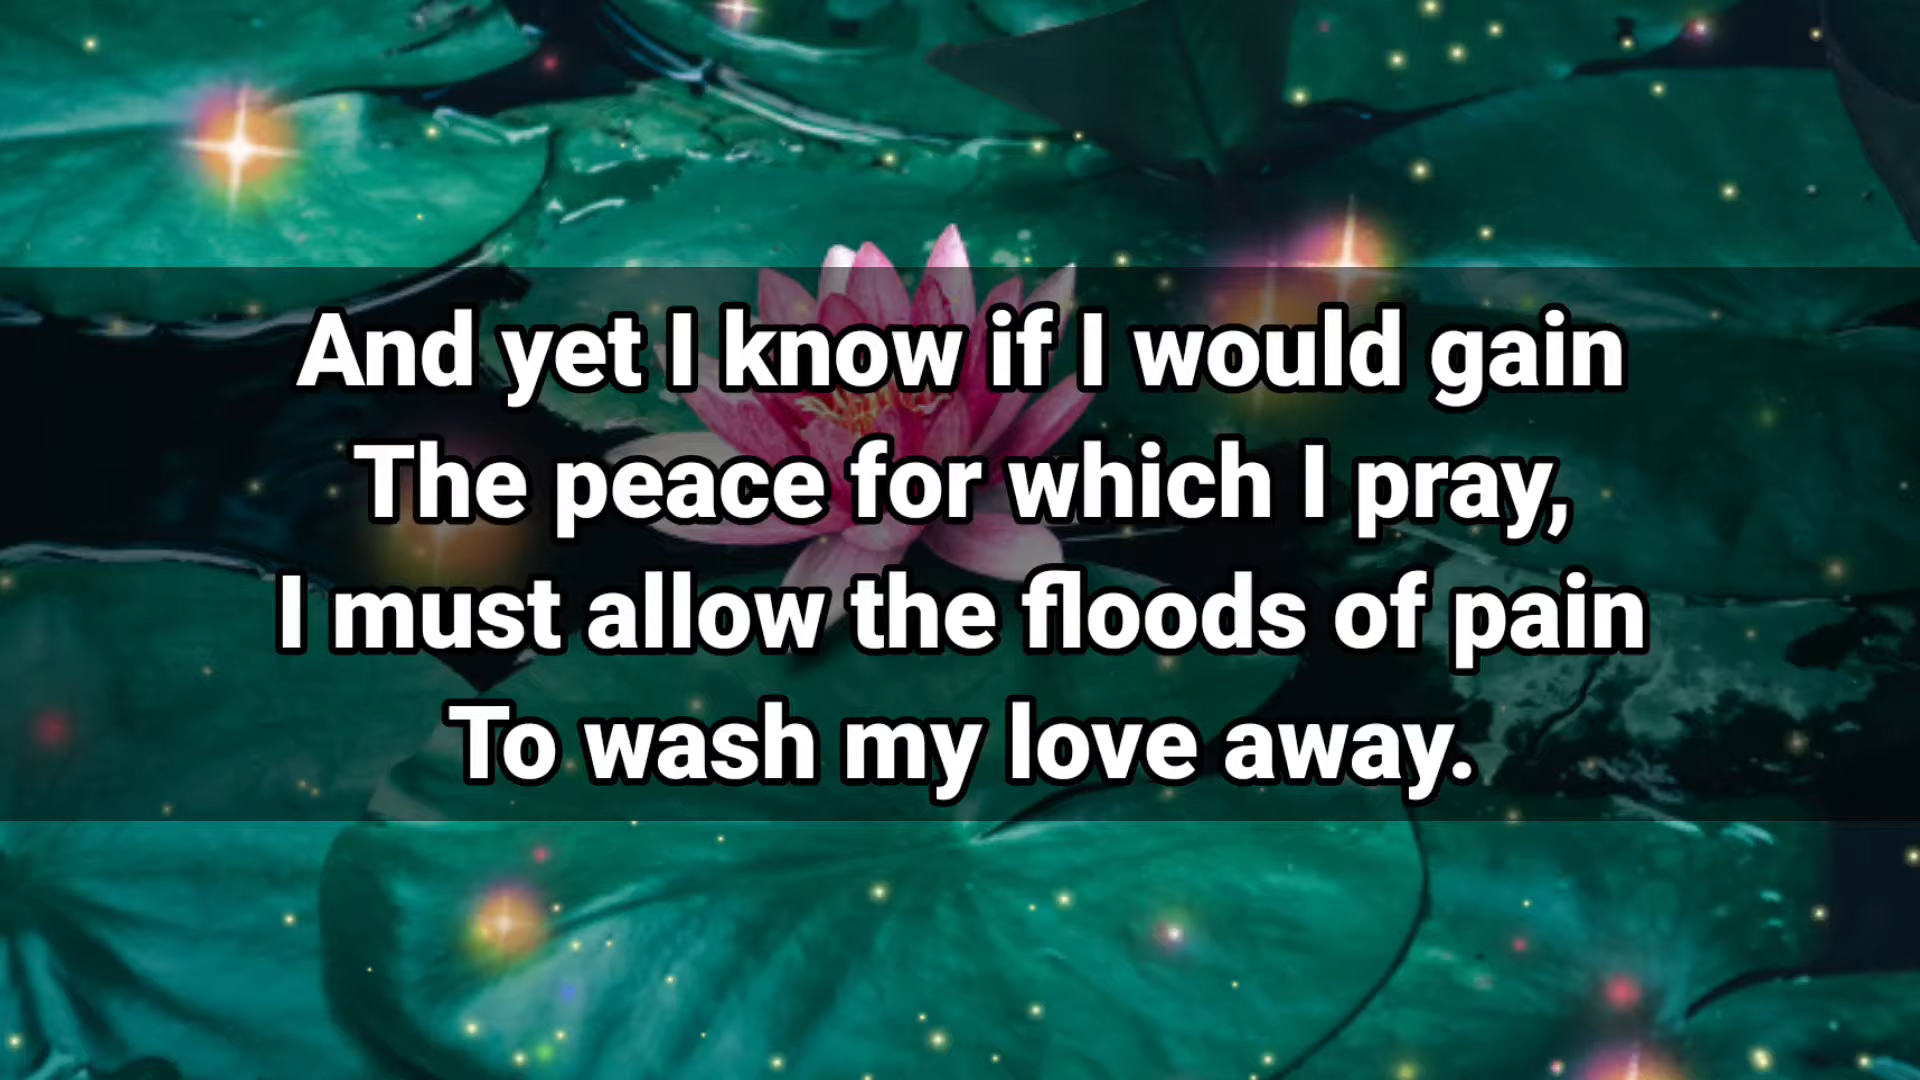 And yet I know if I would gain
The peace for which I pray,
I must allow the floods of pain
To wash my love away.